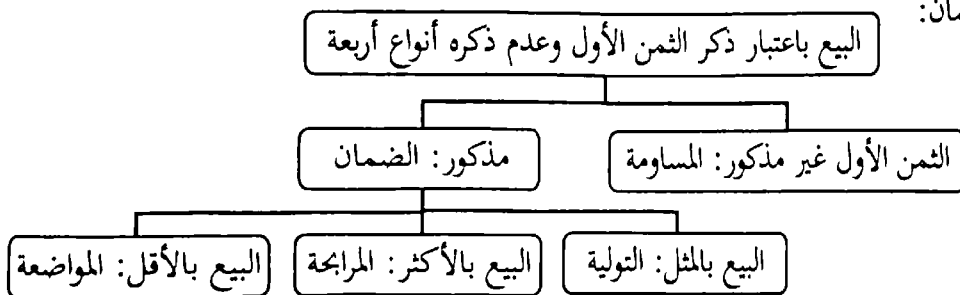 مان:
البيع باعتبار ذكر الثمن الأول وعدم ذكره أنواع أربعة
الثمن الأول غير مذكور: المساومة
مذكور: الضمان
البيع بالمثل: التولية
البيع بالأكثر: المرابحة
البيع بالأقل: المواضعة